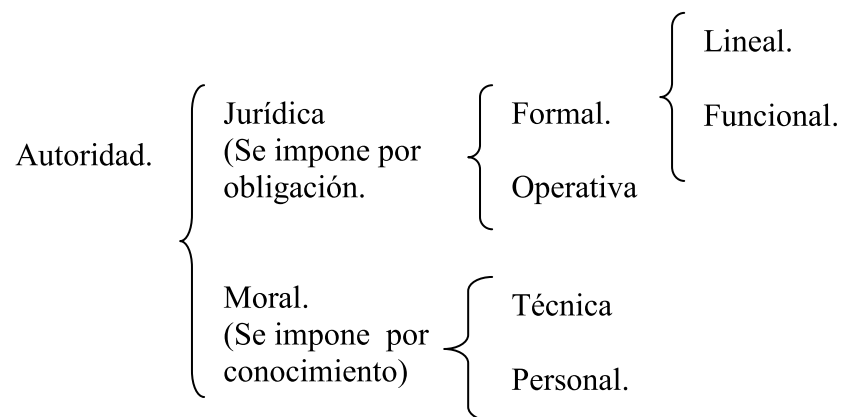 Autoridad.
Jurídica
(Se impone por
obligación.
Formal.
Operativa
Lineal.
Funcional.
Moral.
(Se impone  por
conocimiento)
Técnica
Personal.